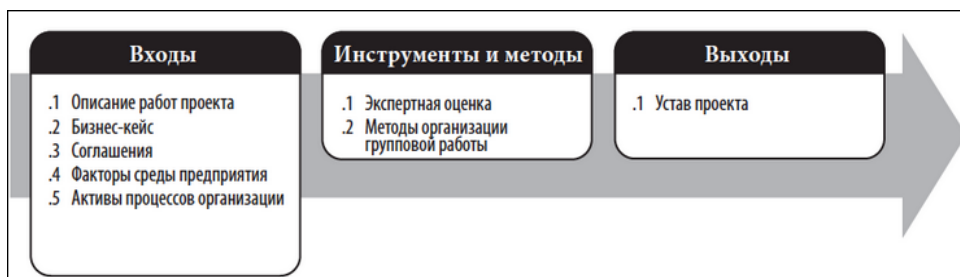 Входы
.1 Описание работ проекта
.2 Бизнес-кейс
.3 Соглашения
.4 Факторы среды предприятия
.5 Активы процессов организации
Инструменты и методы
.1 Экспертная оценка
.2 Методы организации
групповой работы
Выходы
.1 Устав проекта